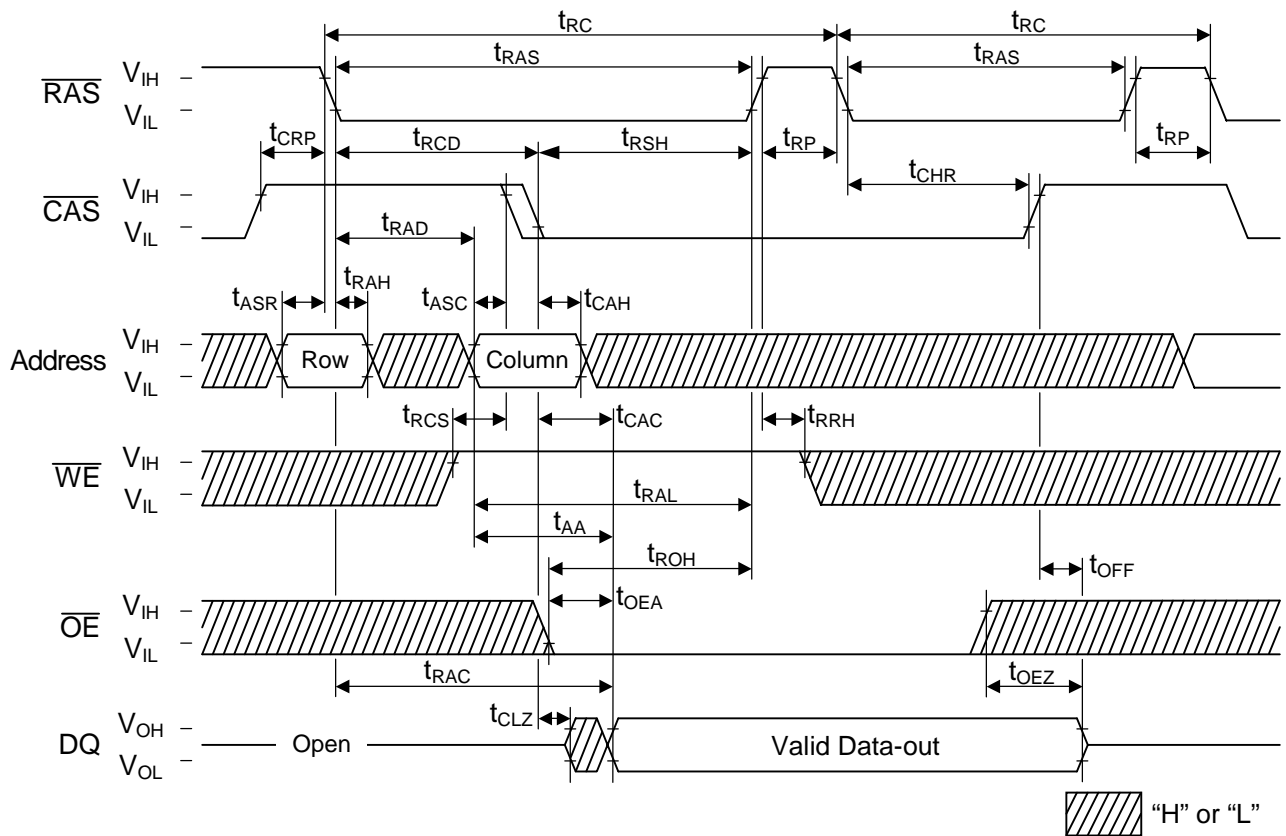 tRC tRC
tRAS tRAS
RAS VIH
VIL
tCRP tRCD tRSH tRP tRP
tCHR
CAS VIH
VIL
tRAD
tRAH
tASR tASC tCAH
Address VIH
VIL
Row Column
tRCS tCAC tRRH
WE VIH
VIL
tRAL
tAA
tROH tOFF
tOEA
OE VIH
VIL
tRAC tOEZ
tCLZ
DQ VOH
VOL
Open Valid Data-out
“H” or “L”